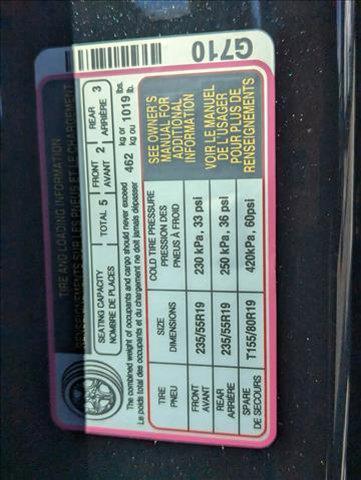 G710
TIRE AND LOADING INFORMATION
RENSEIGNEMENTS SUR LES PNEUS ET LE CHARGEMENT
SEATING CAPACITY
NOMBRE DE PLACES
TOTAL 5
FRONT
AVANT 2
REAR
ARRIÈRE 3
The combined weight of occupants and cargo should never exceed
Le poids total des occupants et du chargement ne doit jamais dépasser
462 kg or
kg ou 1019 lbs.
lb.
TIRE
PNEU
SIZE
DIMENSIONS
COLD TIRE PRESSURE
PRESSION DES
PNEUS À FROID
FRONT
AVANT
235/55R19
230 kPa, 33 psi
REAR
ARRIÈRE
235/55R19
250 kPa, 36 psi
SPARE
DE SECOURS
T155/80R19
420kPa, 60psi
SEE OWNER'S
MANUAL FOR
ADDITIONAL
INFORMATION
VOIR LE MANUEL
DE L'USAGER
POUR PLUS DE
RENSEIGNEMENTS